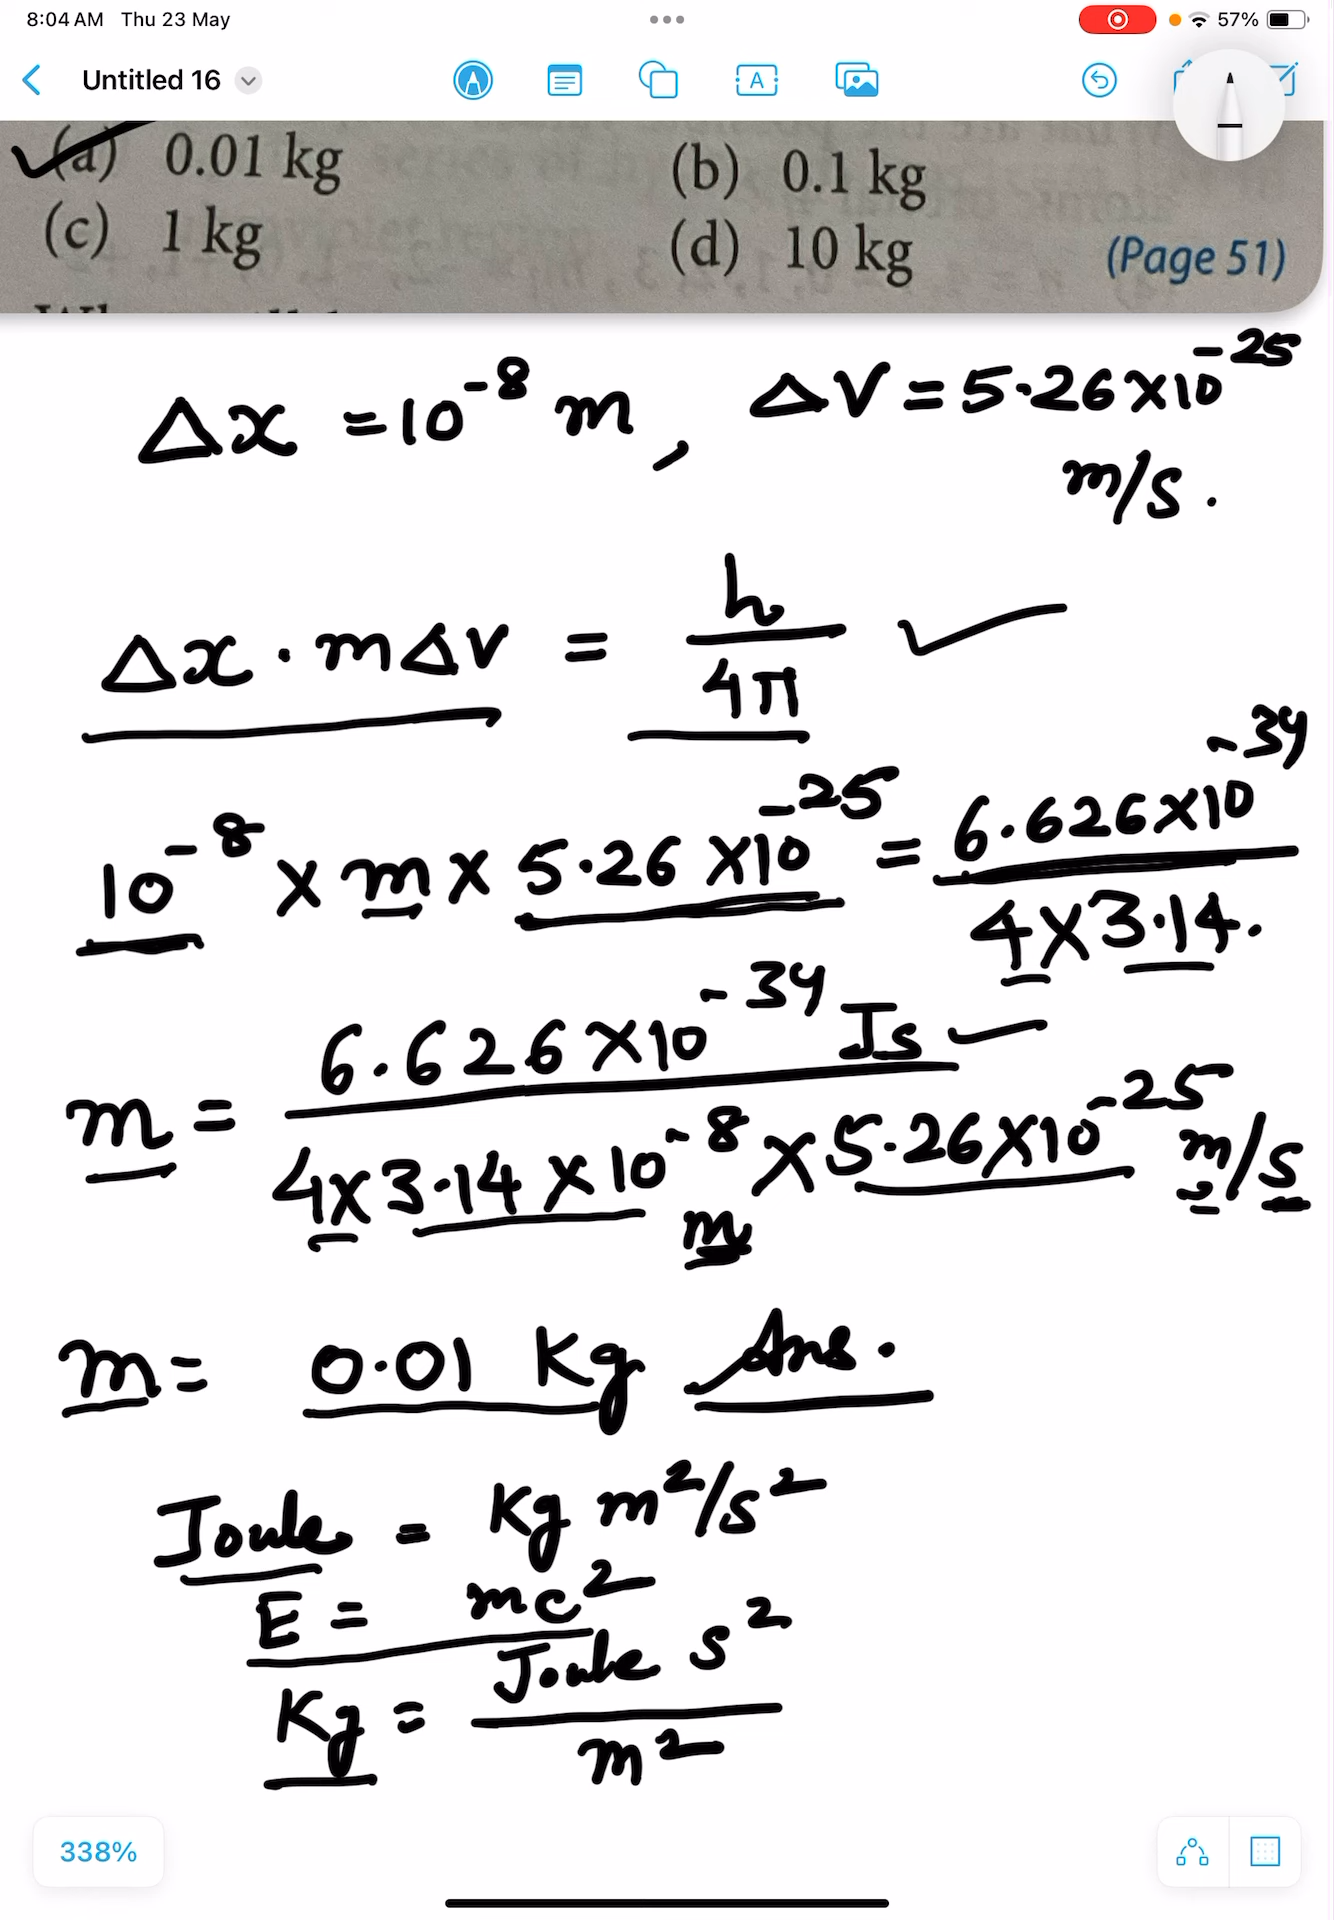 8:04 AM Thu 23 May
57%
Untitled 16
A
(a) 0.01 kg (b) 0.1 kg
(c) 1 kg (d) 10 kg (Page 51)
Δx = 10⁻⁸ m, ΔV = 5.26 × 10⁻²⁵
m/s.
Δx · mΔV = h/4π
10⁻⁸ × m × 5.26 × 10⁻²⁵ = 6.626 × 10⁻³⁴ / 4 × 3.14.
m = 6.626 × 10⁻³⁴ Js / 4 × 3.14 × 10⁻⁸ m × 5.26 × 10⁻²⁵ m/s
m = 0.01 Kg Ans.
Joule = Kg m²/s²
E = mc²
Kg = Joule s² / m²
338%